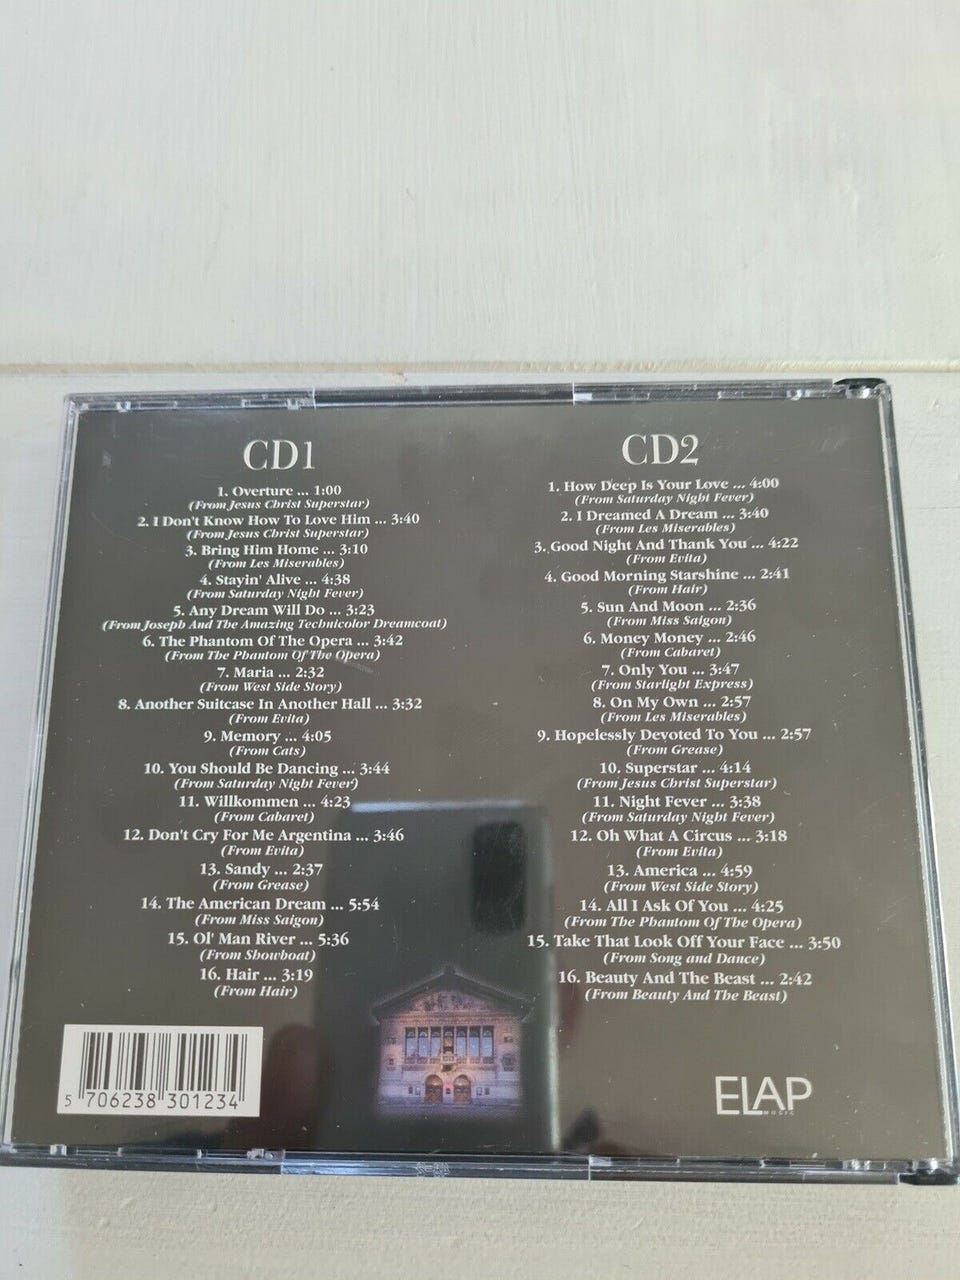 CD1
1. Overture ... 1:00
(From Jesus Christ Superstar)
2. I Don't Know How To Love Him ... 3:40
(From Jesus Christ Superstar)
3. Bring Him Home ... 3:10
(From Les Miserables)
4. Stayin' Alive ... 4:38
(From Saturday Night Fever)
5. Any Dream Will Do ... 3:23
(From Joseph And The Amazing Technicolor Dreamcoat)
6. The Phantom Of The Opera ... 3:42
(From The Phantom Of The Opera)
7. Maria ... 2:32
(From West Side Story)
8. Another Suitcase In Another Hall ... 3:32
(From Evita)
9. Memory ... 4:05
(From Cats)
10. You Should Be Dancing ... 3:44
(From Saturday Night Fever)
11. Willkommen ... 4:23
(From Cabaret)
12. Don't Cry For Me Argentina ... 3:46
(From Evita)
13. Sandy ... 2:37
(From Grease)
14. The American Dream ... 5:54
(From Miss Saigon)
15. Ol' Man River ... 5:36
(From Showboat)
16. Hair ... 3:19
(From Hair)
CD2
1. How Deep Is Your Love ... 4:00
(From Saturday Night Fever)
2. I Dreamed A Dream ... 3:40
(From Les Miserables)
3. Good Night And Thank You ... 4:22
(From Evita)
4. Good Morning Starshine ... 2:41
(From Hair)
5. Sun And Moon ... 2:36
(From Miss Saigon)
6. Money Money ... 2:46
(From Cabaret)
7. Only You ... 3:47
(From Starlight Express)
8. On My Own ... 2:57
(From Les Miserables)
9. Hopelessly Devoted To You ... 2:57
(From Grease)
10. Superstar ... 4:14
(From Jesus Christ Superstar)
11. Night Fever ... 3:38
(From Saturday Night Fever)
12. Oh What A Circus ... 3:18
(From Evita)
13. America ... 4:59
(From West Side Story)
14. All I Ask Of You ... 4:25
(From The Phantom Of The Opera)
15. Take That Look Off Your Face ... 3:50
(From Song and Dance)
16. Beauty And The Beast ... 2:42
(From Beauty And The Beast)
5 706238 301234
ELAP
MUSIC